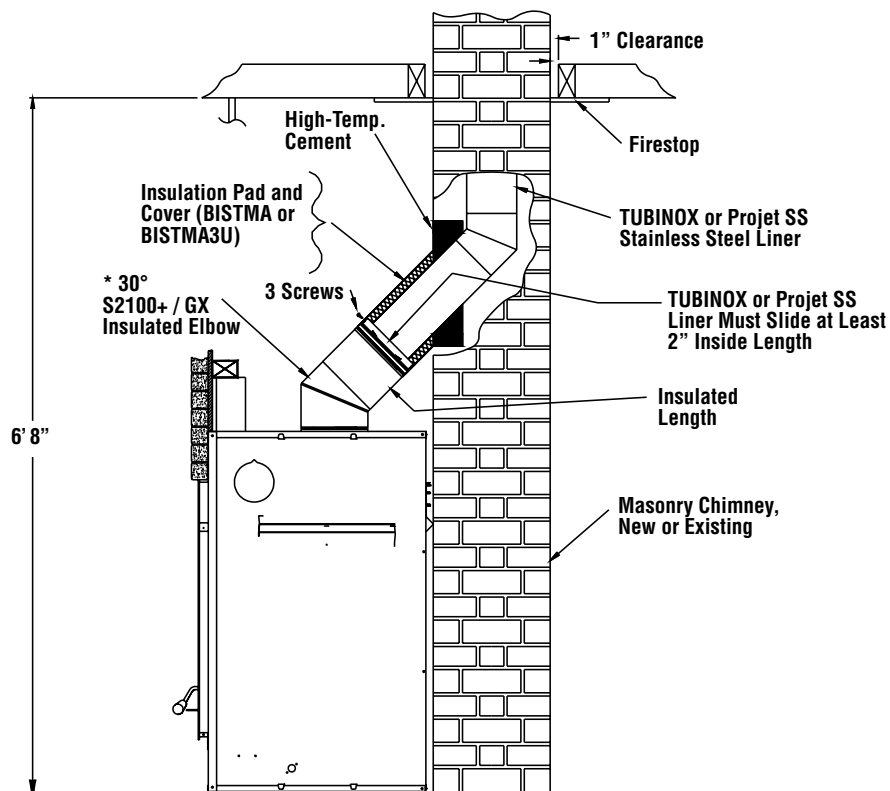 1” Clearance
High-Temp.
Cement
Firestop
Insulation Pad and
Cover (BISTMA or
BISTMA3U)
TUBINOX or Projet SS
Stainless Steel Liner
* 30°
S2100+ / GX
Insulated Elbow
3 Screws
TUBINOX or Projet SS
Liner Must Slide at Least
2” Inside Length
Insulated
Length
6’ 8”
Masonry Chimney,
New or Existing